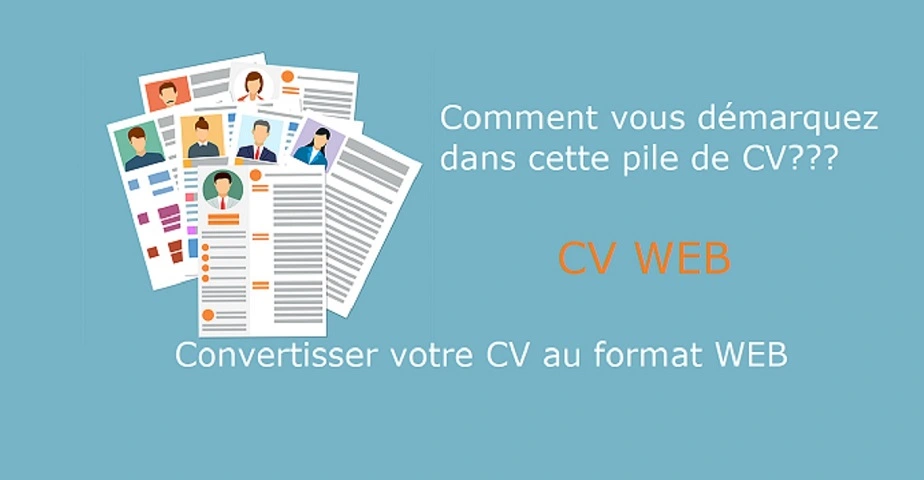 Comment vous démarquez
dans cette pile de CV???
CV WEB
Convertisser votre CV au format WEB